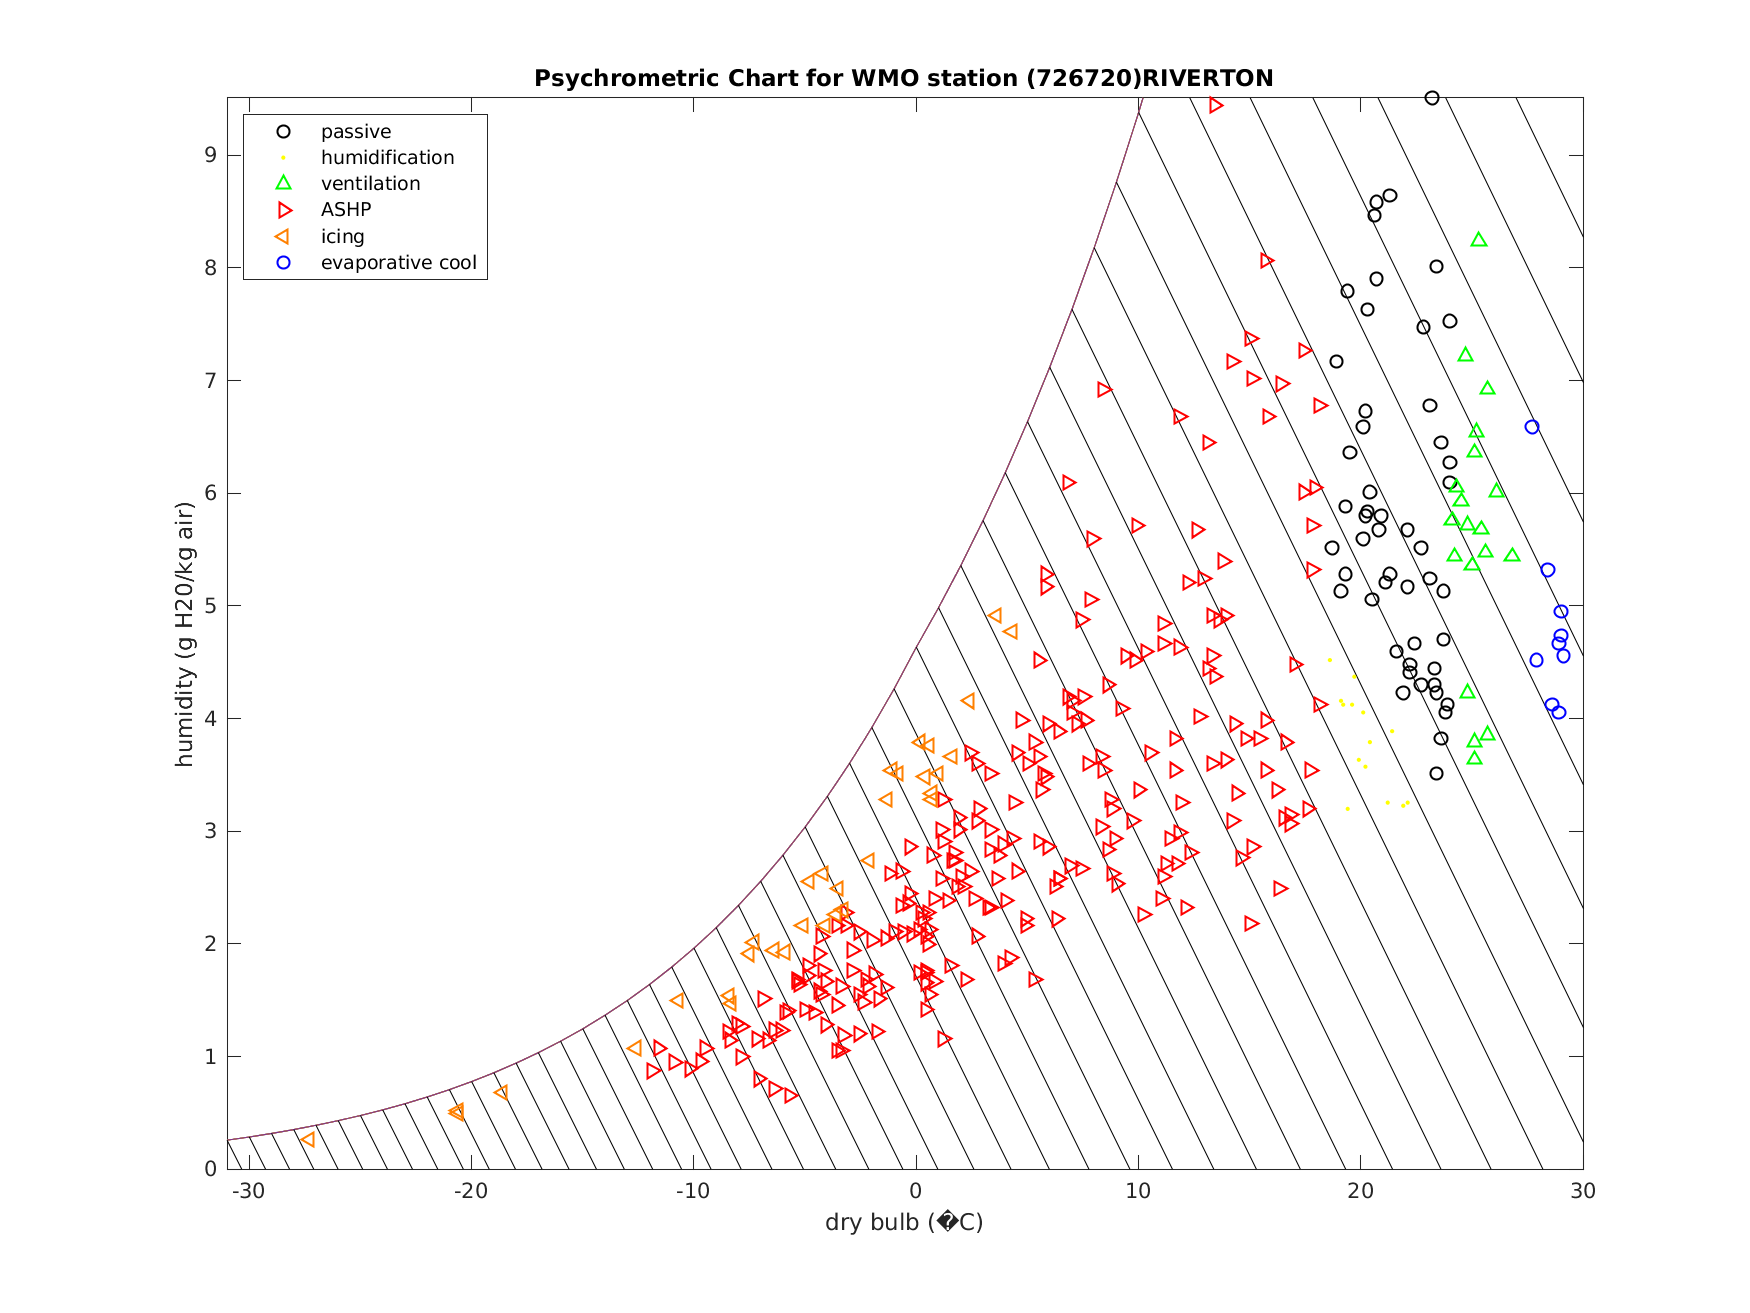 Psychrometric Chart for WMO station (726720)RIVERTON
passive
humidification
ventilation
ASHP
icing
evaporative cool
9
8
7
6
5
4
3
2
1
0
humidity (g H20/kg air)
-30 -20 -10 0 10 20 30
dry bulb (�C)